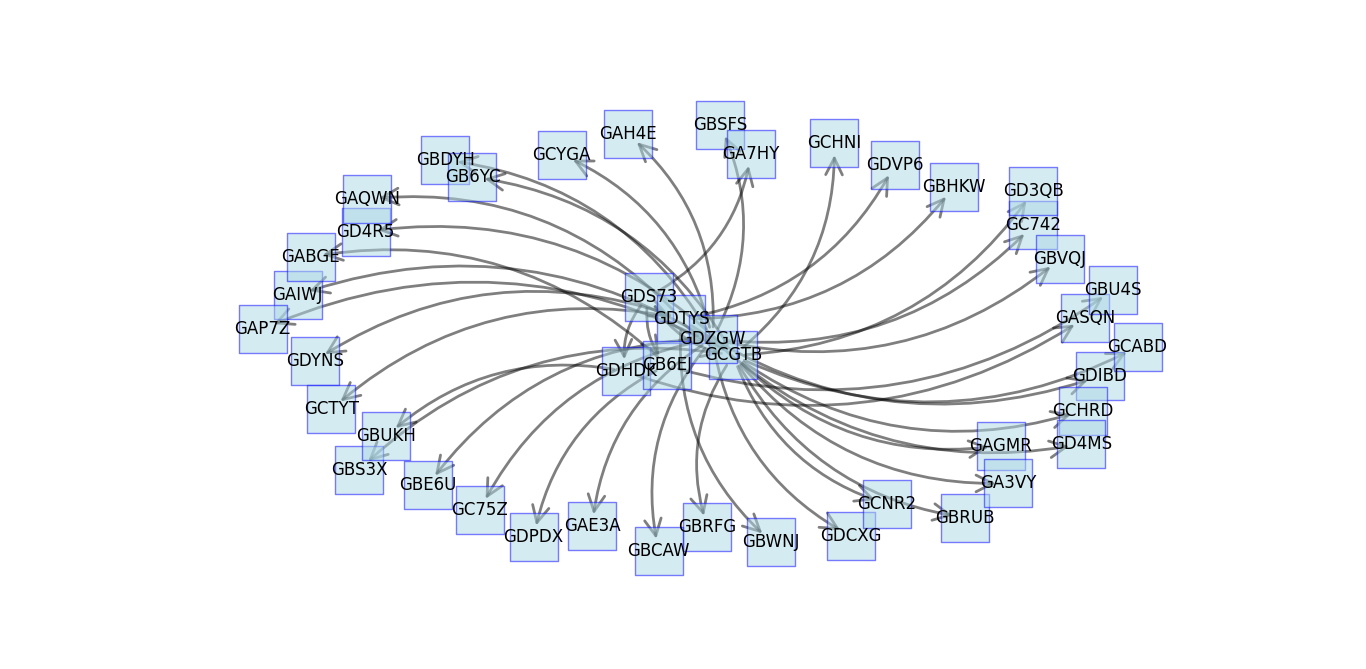 GBSFS
GAH4E
GCHNI
GA7HY
GCYGA
GBDYH
GDVP6
GB6YC
GBHKW
GD3QB
GAQWN
GC742
GD4R5
GABGE
GBVQJ
GBU4S
GAIWJ
GDS73
GASQN
GDTYS
GAP7Z
GDZGW
GCABD
GCGTB
GDYNS
GB6EJ
GDHDK
GDIBD
GCTYT
GCHRD
GBUKH
GD4MS
GAGMR
GBS3X
GA3VY
GBE6U
GCNR2
GC75Z
GBRUB
GAE3A
GBRFG
GDPDX
GDCXG
GBWNJ
GBCAW